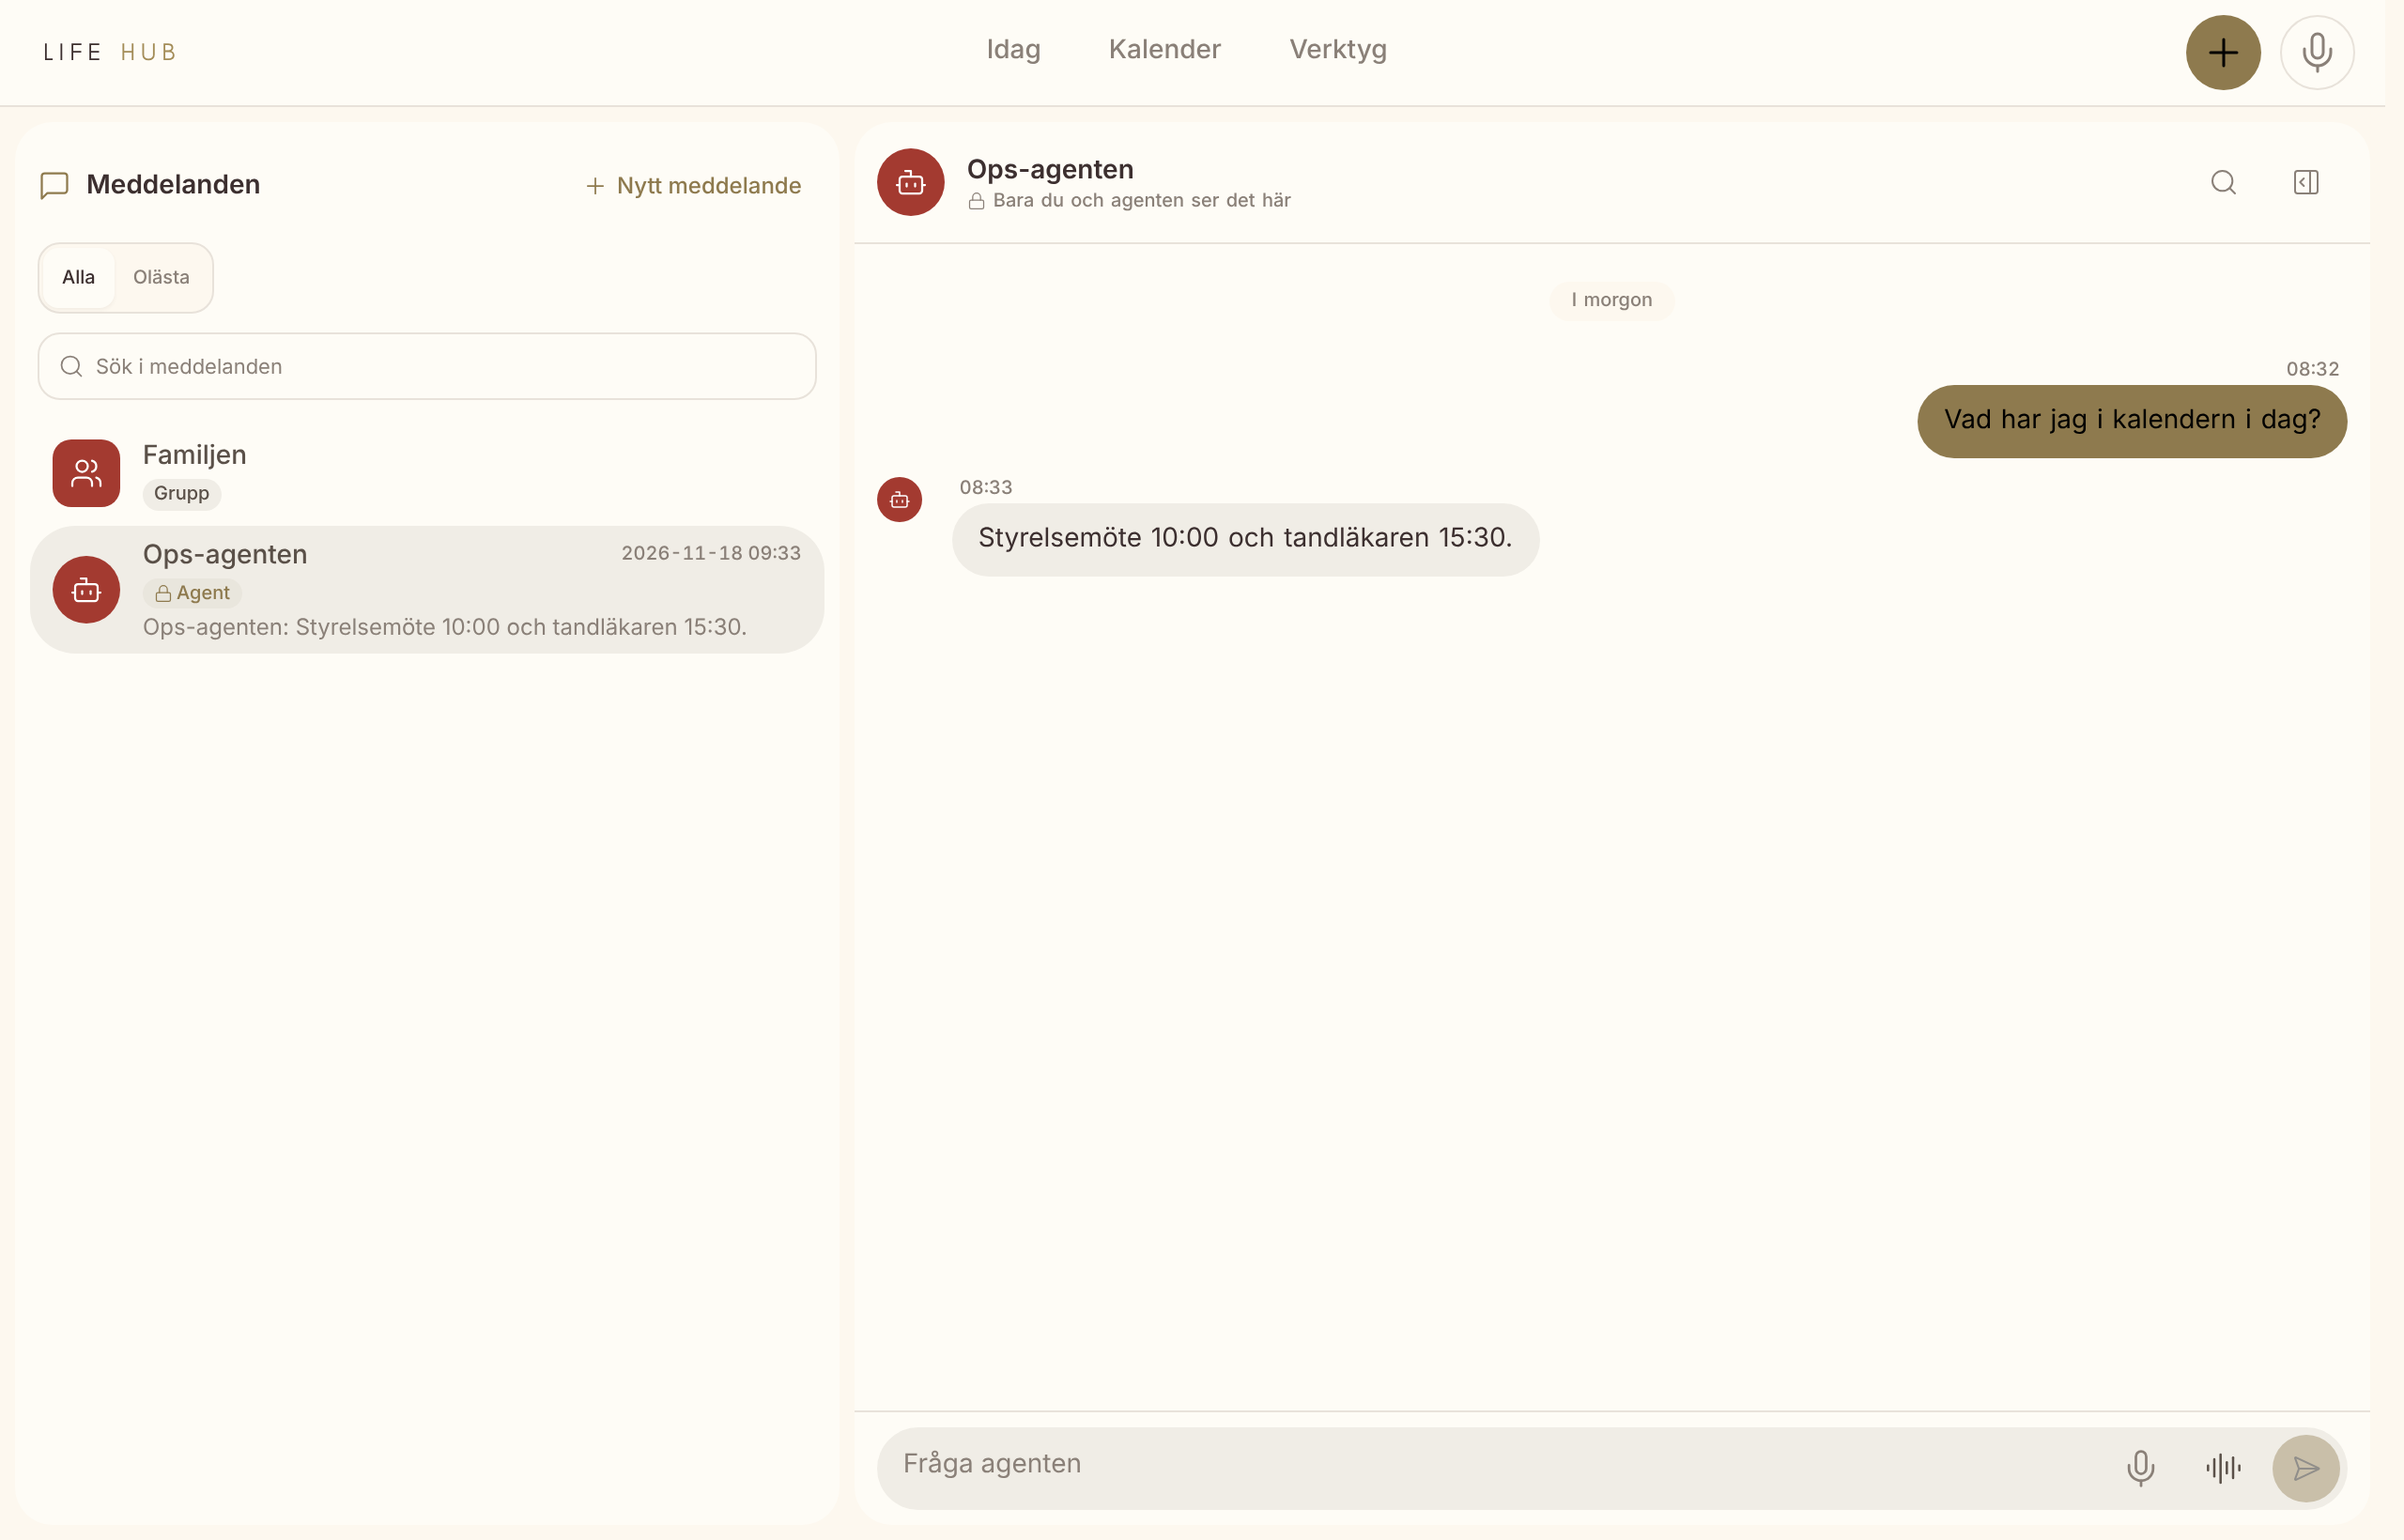 LIFE HUB
Idag
Kalender
Verktyg
Meddelanden
Nytt meddelande
Alla
Olästa
Sök i meddelanden
Familjen
Grupp
Ops-agenten
2026-11-18 09:33
Agent
Ops-agenten: Styrelsemöte 10:00 och tandläkaren 15:30.
Ops-agenten
Bara du och agenten ser det här
I morgon
08:32
Vad har jag i kalendern i dag?
08:33
Styrelsemöte 10:00 och tandläkaren 15:30.
Fråga agenten